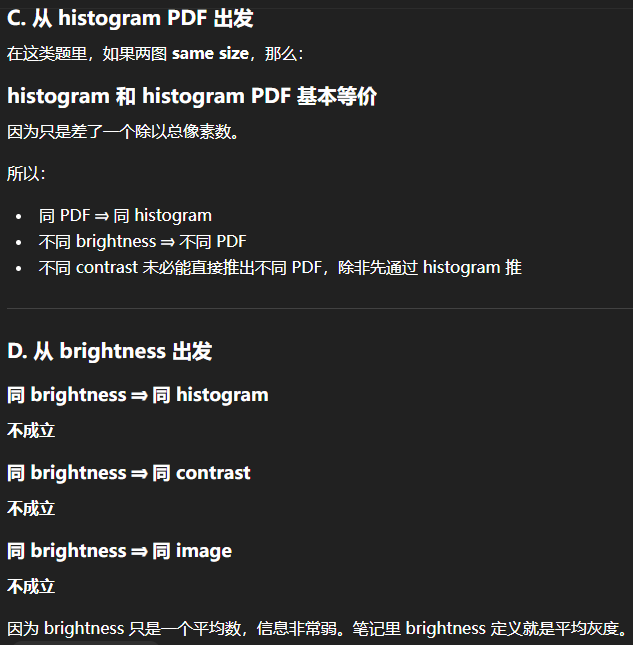 C. 从 histogram PDF 出发
在这类题里，如果两图 same size，那么：
histogram 和 histogram PDF 基本等价
因为只是差了一个除以总像素数。
所以：
• 同 PDF ⇒ 同 histogram
• 不同 brightness ⇒ 不同 PDF
• 不同 contrast 未必能直接推出不同 PDF，除非先通过 histogram 推
D. 从 brightness 出发
同 brightness ⇒ 同 histogram
不成立
同 brightness ⇒ 同 contrast
不成立
同 brightness ⇒ 同 image
不成立
因为 brightness 只是一个平均数，信息非常弱。笔记里 brightness 定义就是平均灰度。